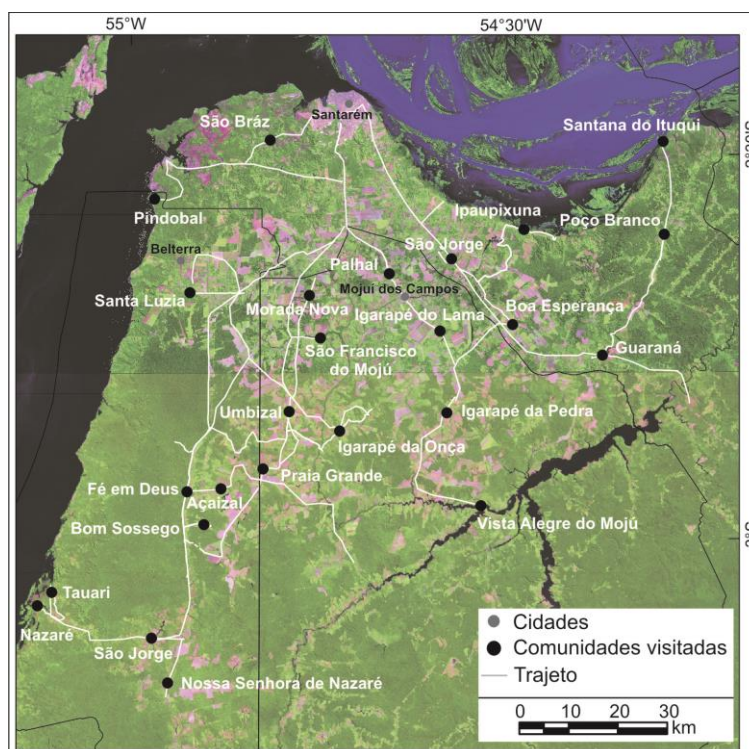 55°W
54°30'W
São Bráz
Santarém
Santana do Ituqui
Pindobal
Ipaupixuna
Poço Branco
Belterra
São Jorge
Palhal
Santa Luzia
Mojui dos Campos
Morada Nova
Boa Esperança
Igarapé do Lama
São Francisco
do Mojú
Guaraná
Umbizal
Igarapé da Pedra
Igarapé da Onça
Praia Grande
Fé em Deus
Açaizal
Vista Alegre do Mojú
Bom Sossego
Tauari
Nazaré
São Jorge
Nossa Senhora de Nazaré
Cidades
Comunidades visitadas
Trajeto
0 10 20 30
km